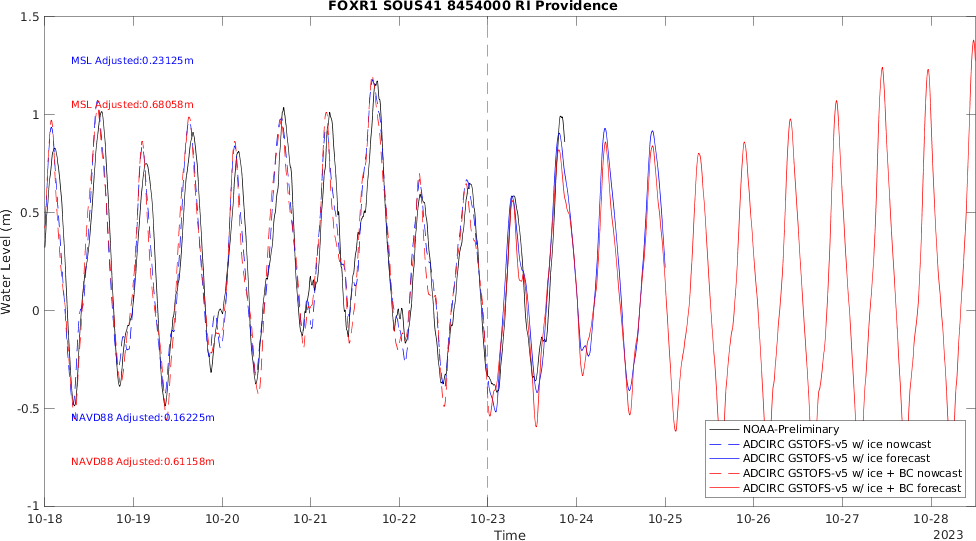 FOXR1 SOUS41 8454000 RI Providence
1.5
MSL Adjusted:0.23125m
MSL Adjusted:0.68058m
1
0.5
Water Level (m)
0
-0.5
NAVD88 Adjusted:0.16225m
NAVD88 Adjusted:0.61158m
-1
NOAA-Preliminary
ADCIRC GSTOFS-v5 w/ ice nowcast
ADCIRC GSTOFS-v5 w/ ice forecast
ADCIRC GSTOFS-v5 w/ ice + BC nowcast
ADCIRC GSTOFS-v5 w/ ice + BC forecast
10-18 10-19 10-20 10-21 10-22 10-23 10-24 10-25 10-26 10-27 10-28
Time
2023